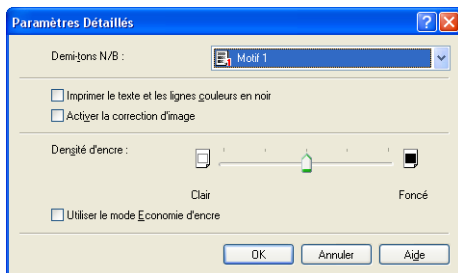 Paramètres Détaillés
Demi-tons N/B :
Motif 1
Imprimer le texte et les lignes couleurs en noir
Activer la correction d'image
Densité d'encre :
Clair
Foncé
Utiliser le mode Economie d'encre
OK
Annuler
Aide